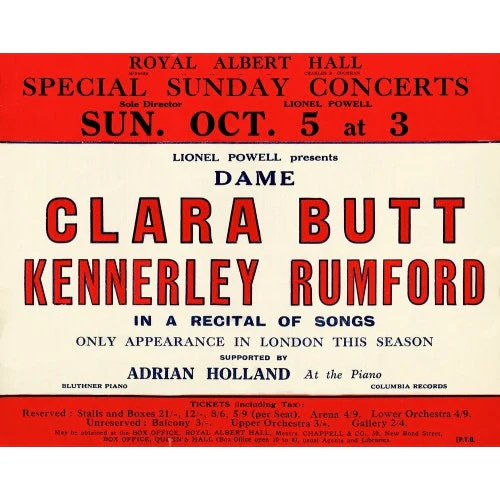 ROYAL ALBERT HALL
MANAGER CHARLES B. COCHRAN
SPECIAL SUNDAY CONCERTS
Sole Director LIONEL POWELL
SUN. OCT. 5 at 3
LIONEL POWELL presents
DAME
CLARA BUTT
KENNERLEY RUMFORD
IN A RECITAL OF SONGS
ONLY APPEARANCE IN LONDON THIS SEASON
SUPPORTED BY
ADRIAN HOLLAND At the Piano
BLUTHNER PIANO COLUMBIA RECORDS
TICKETS (including Tax):
Reserved: Stalls and Boxes 21/-, 12/-, 8/6, 5/9 (per Seat). Arena 4/9. Lower Orchestra 4/9.
Unreserved: Balcony 3/-. Upper Orchestra 3/-. Gallery 2/4.
May be obtained at the BOX OFFICE, ROYAL ALBERT HALL, Messrs. CHAPPELL & CO., 50, New Bond Street,
BOX OFFICE, QUEEN'S HALL (Box Office open 10 to 6), usual Agents and Libraries. [P.T.O.